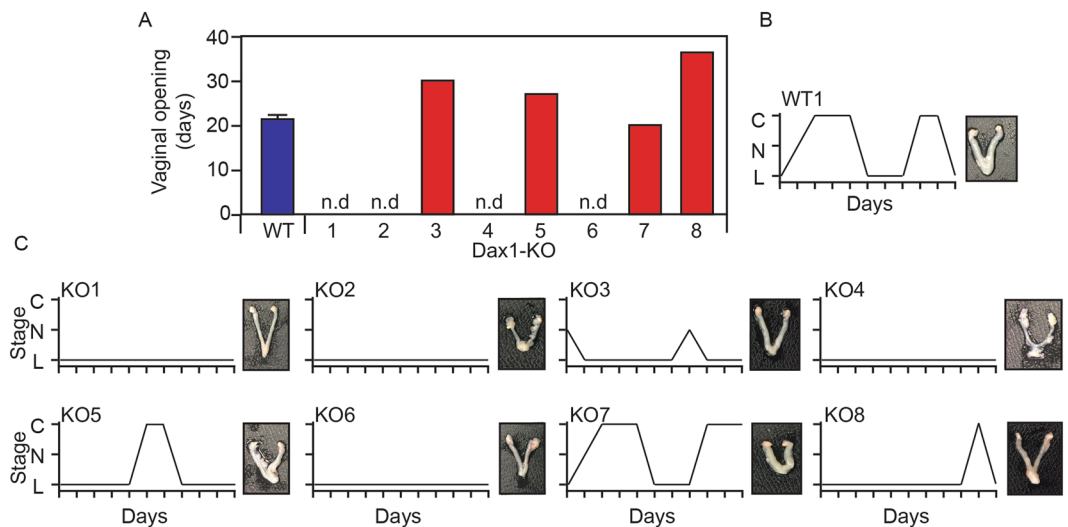 A
Vaginal opening
(days)
40
30
20
10
0
n.d
n.d
n.d
n.d
WT
1
2
3
4
5
6
7
8
Dax1-KO
B
WT1
C
N
L
Days
C
KO1
KO2
KO3
KO4
Stage
C
N
L
KO5
KO6
KO7
KO8
Stage
C
N
L
Days
Days
Days
Days